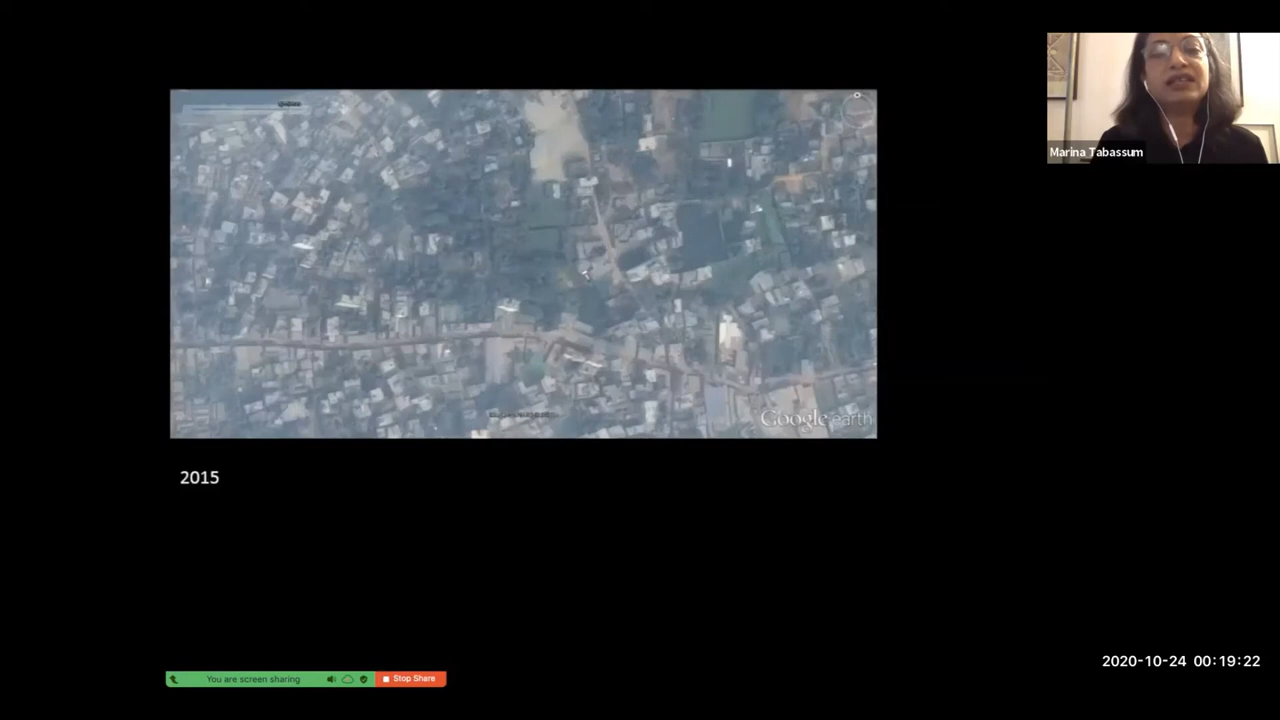 Marina Tabassum
Google earth
2015
2020-10-24 00:19:22
You are screen sharing
Stop Share